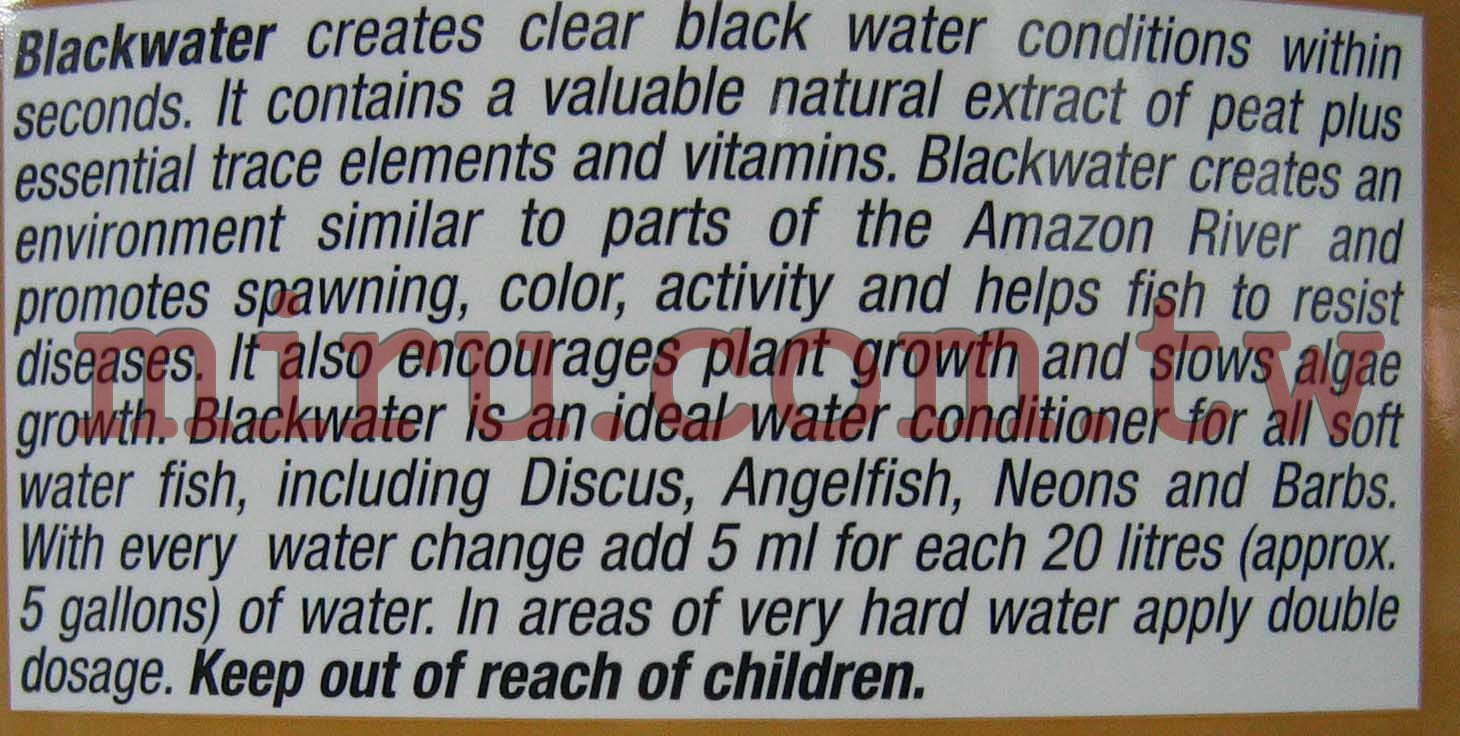 Blackwater creates clear black water conditions within
seconds. It contains a valuable natural extract of peat plus
essential trace elements and vitamins. Blackwater creates an
environment similar to parts of the Amazon River and
promotes spawning, color, activity and helps fish to resist
diseases. It also encourages plant growth and slows algae
miru.com.tw
growth. Blackwater is an ideal water conditioner for all soft
water fish, including Discus, Angelfish, Neons and Barbs.
With every water change add 5 ml for each 20 litres (approx.
5 gallons) of water. In areas of very hard water apply double
dosage. Keep out of reach of children.